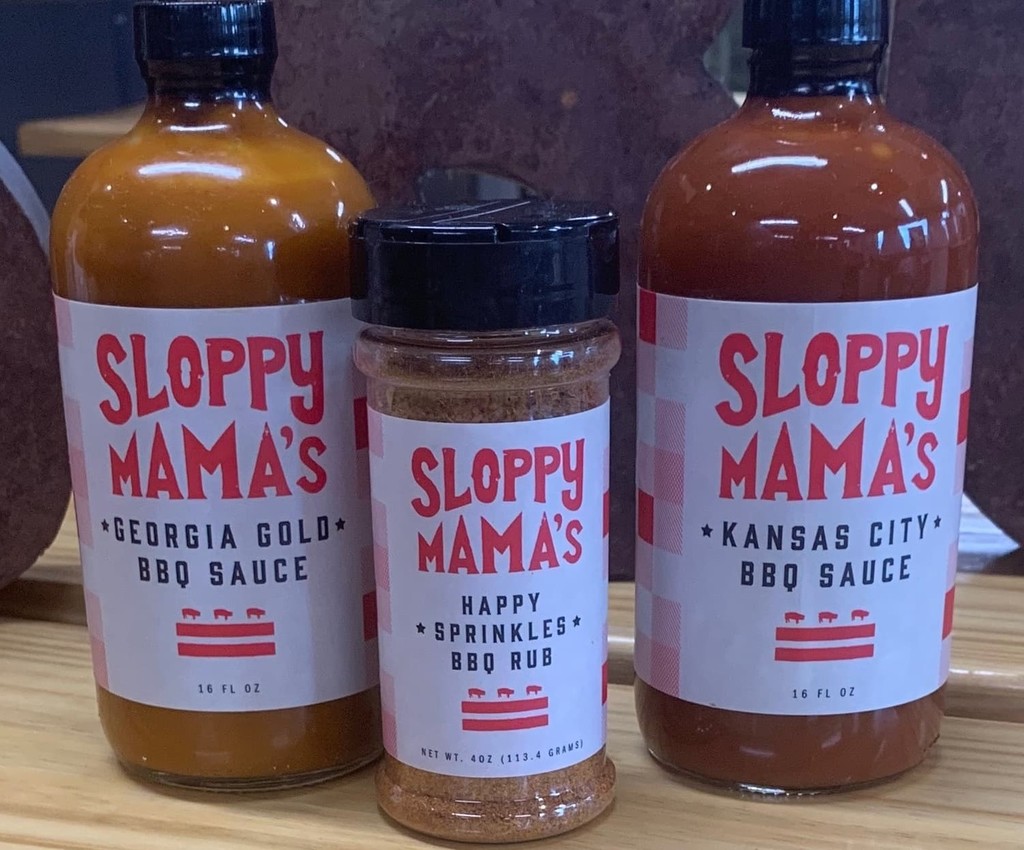 SLOPPY
MAMA'S
★GEORGIA GOLD★
BBQ SAUCE
16 FL OZ
SLOPPY
MAMA'S
HAPPY
★SPRINKLES★
BBQ RUB
NET WT. 4OZ (113.4 GRAMS)
SLOPPY
MAMA'S
★KANSAS CITY★
BBQ SAUCE
16 FL OZ